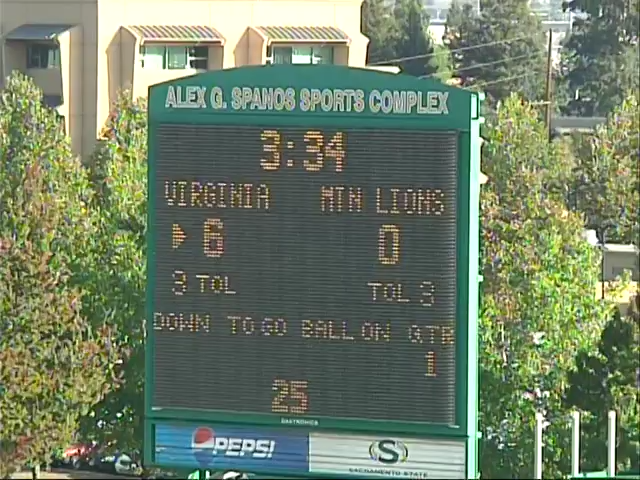 ALEX G. SPANOS SPORTS COMPLEX
3:34
VIRGINIA MTN LIONS
6 0
3 TOL TOL 3
DOWN TO GO BALL ON QTR
1
25
DAKTRONICS
PEPSI S
SACRAMENTO STATE